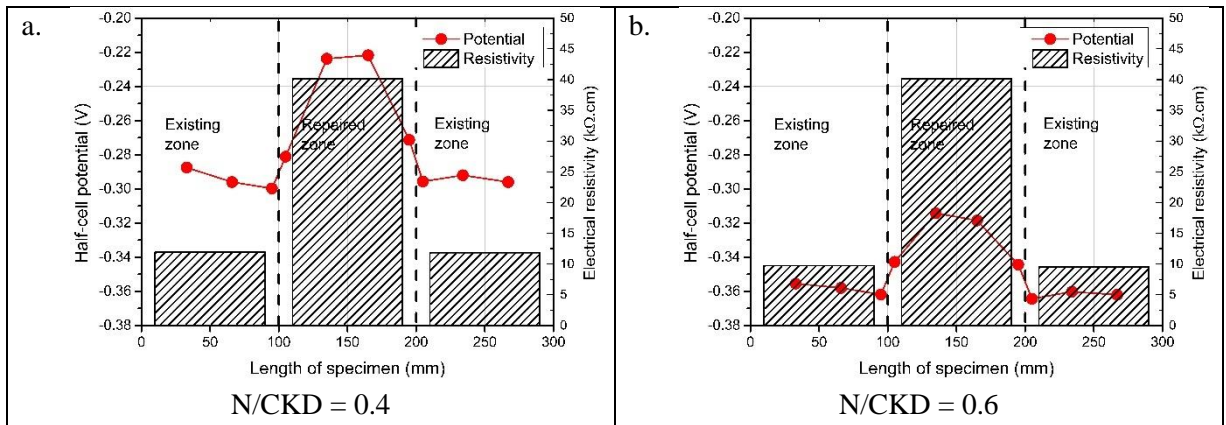 a.
Half-cell potential (V)
-0.20
-0.22
-0.24
-0.26
-0.28
-0.30
-0.32
-0.34
-0.36
-0.38
Potential
Resistivity
Existing
zone
Repaired
zone
Existing
zone
50
45
40
35
30
25
20
15
10
5
0
Electrical resistivity (kΩ.cm)
0 50 100 150 200 250 300
Length of specimen (mm)
N/CKD = 0.4
b.
Half-cell potential (V)
-0.20
-0.22
-0.24
-0.26
-0.28
-0.30
-0.32
-0.34
-0.36
-0.38
Potential
Resistivity
Existing
zone
Repaired
zone
Existing
zone
50
45
40
35
30
25
20
15
10
5
0
Electrical resistivity (kΩ.cm)
0 50 100 150 200 250 300
Length of specimen (mm)
N/CKD = 0.6